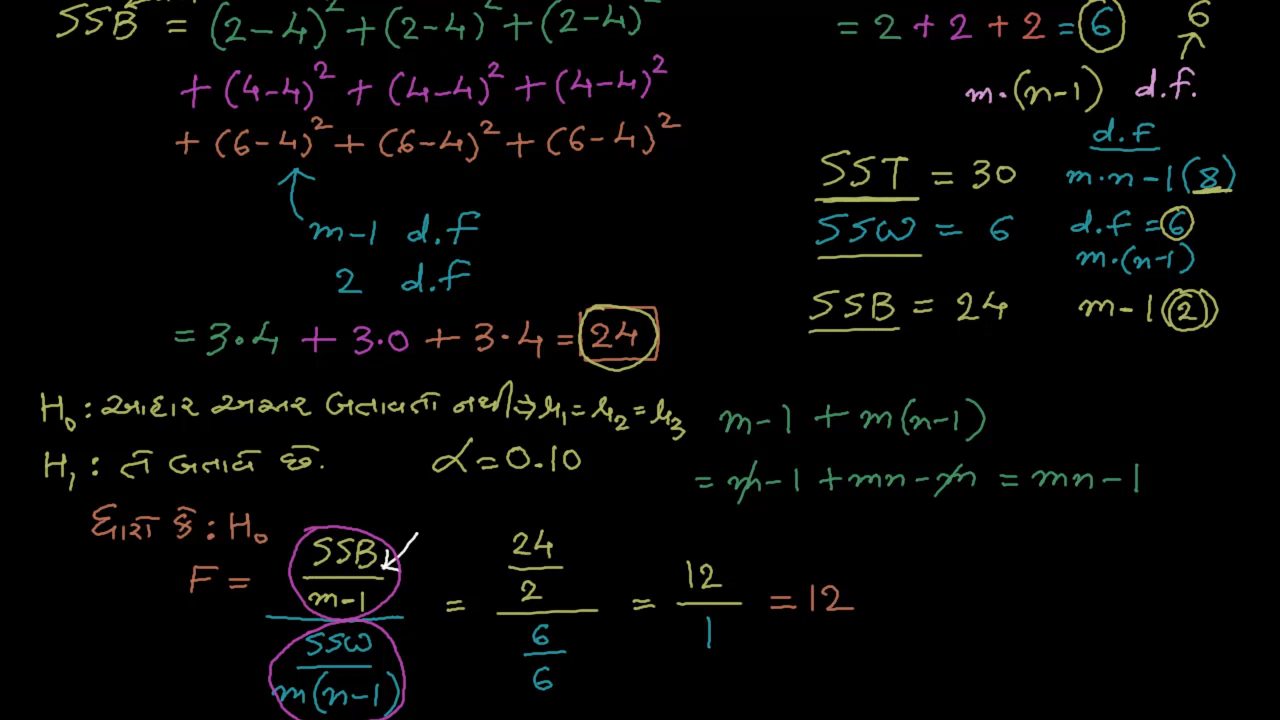 SSB = (2-4)² + (2-4)² + (2-4)²
+ (4-4)² + (4-4)² + (4-4)²
+ (6-4)² + (6-4)² + (6-4)²
m-1 d.f
2 d.f
= 3·4 + 3·0 + 3·4 = 24
= 2 + 2 + 2 = 6 6
m·(n-1) d.f.
d.f
SST = 30 m·n-1 (8)
SSW = 6 d.f = 6
m·(n-1)
SSB = 24 m-1 (2)
H₀ : આહાર અસર બતાવતો નથી ⇒ μ₁ = μ₂ = μ₃
H₁ : તે બતાવે છે. α = 0.10
m-1 + m(n-1)
= m-1 + mn - m = mn-1
ધારો કે : H₀
F = SSB/m-1 / SSW/m(n-1) = 24/2 / 6/6 = 12/1 = 12